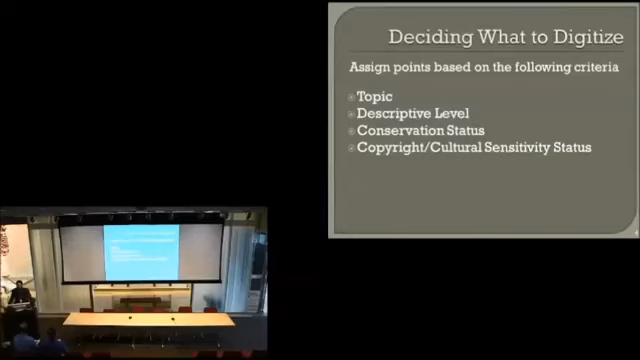 Deciding What to Digitize
Assign points based on the following criteria
Topic
Descriptive Level
Conservation Status
Copyright/Cultural Sensitivity Status